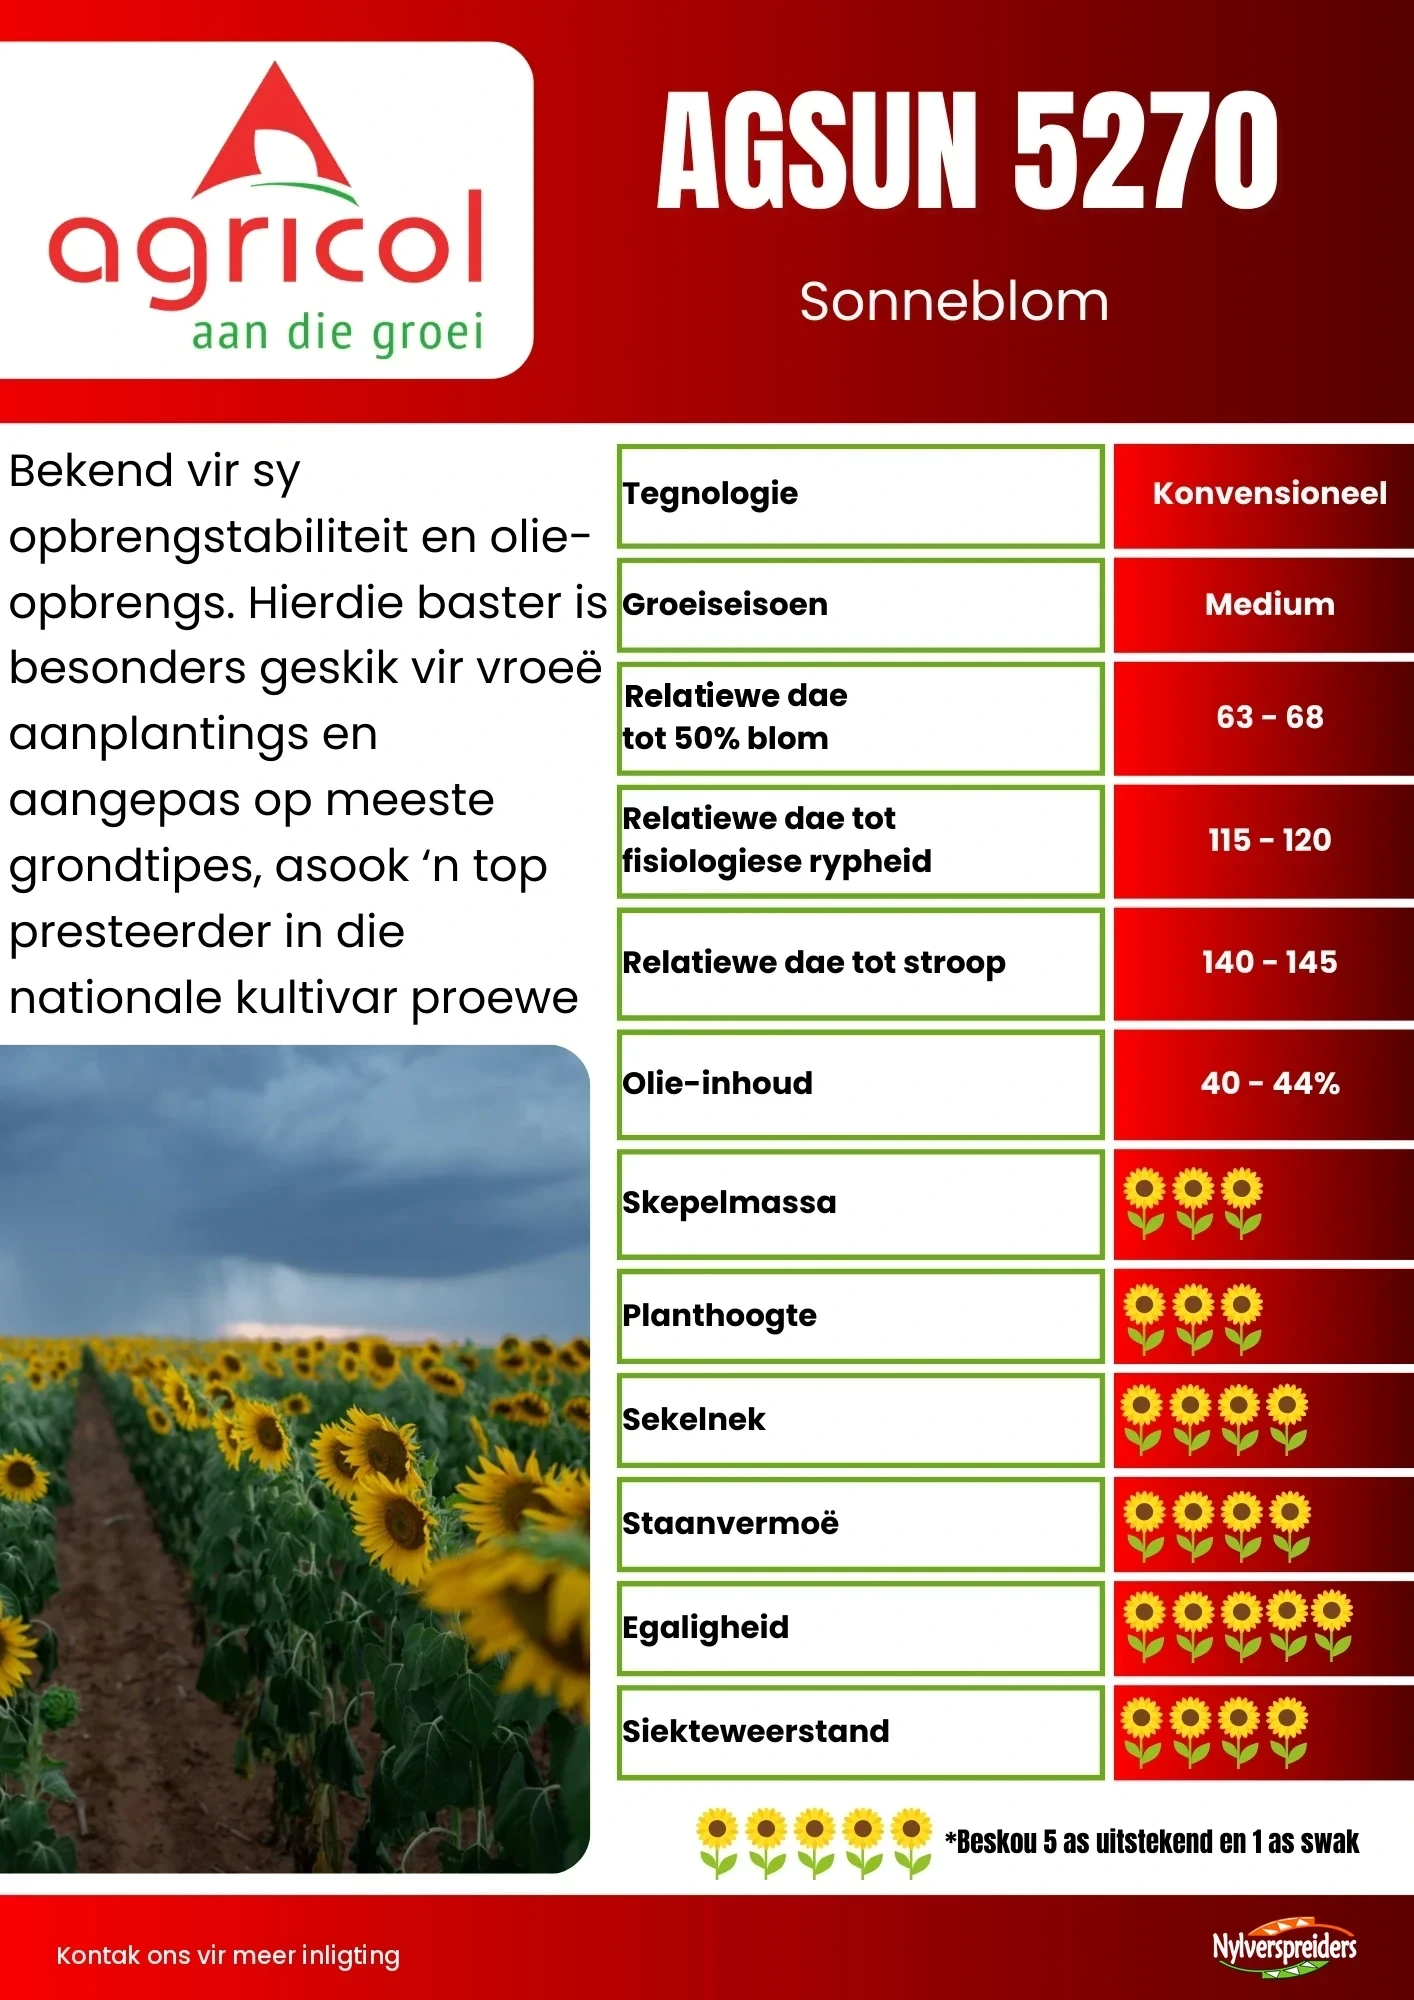 agricol
aan die groei
AGSUN 5270
Sonneblom
Bekend vir sy
opbrengstabiliteit en olie-
opbrengs. Hierdie baster is
besonders geskik vir vroeë
aanplantings en
aangepas op meeste
grondtipes, asook ‘n top
presteerder in die
nationale kultivar proewe
Tegnologie Konvensioneel
Groeiseisoen Medium
Relatiewe dae
tot 50% blom 63 - 68
Relatiewe dae tot
fisiologiese rypheid 115 - 120
Relatiewe dae tot stroop 140 - 145
Olie-inhoud 40 - 44%
Skepelmassa
Planthoogte
Sekelnek
Staanvermoë
Egaligheid
Siekteweerstand
*Beskou 5 as uitstekend en 1 as swak
Kontak ons vir meer inligting
Nylverspreiders